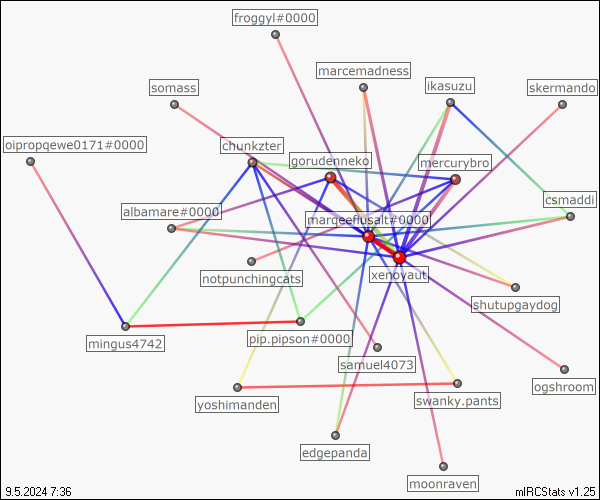 froggyl#0000
marcemadness
ikasuzu
somass
skermando
oipropqewe0171#0000
chunkzter
gorudenneko
mercurybro
csmaddi
albamare#0000
marqeefiusalt#0000
notpunchingcats
xenoyaut
shutupgaydog
mingus4742
pip.pipson#0000
samuel4073
ogshroom
yoshimanden
swanky.pants
edgepanda
moonraven
9.5.2024 7:36
mIRCStats v1.25